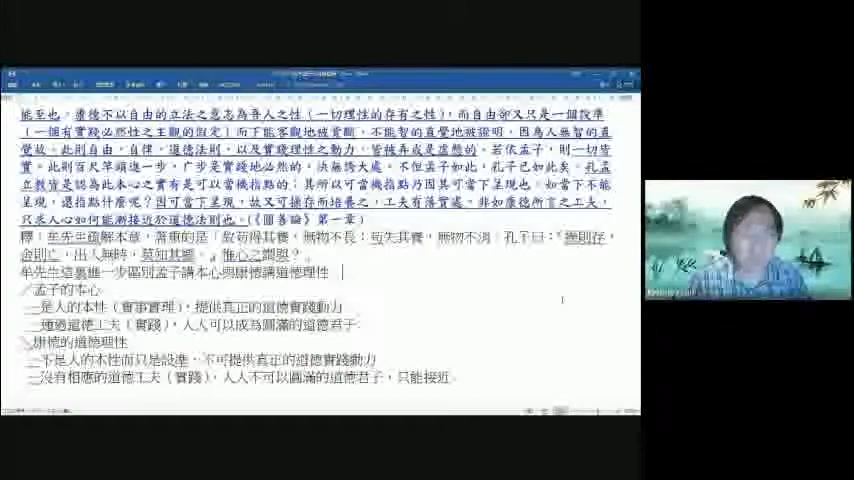 能至也，康德不以自由的立法之意志為吾人之性（一切理性的存有之性），而自由卻又只是一個設準
（一個有實踐必然性之主觀的假定）而不能客觀地被肯斷，不能智的直覺地被證明，因為人無智的直
覺故。此則自由，自律，道德法則，以及實踐理性之動力，皆被弄成是虛懸的。若依孟子，則一切皆
實。此則百尺竿頭進一步，
是實踐地必然的，決無誇大處。不但孟子如此，孔子已如此矣。孔孟
立教皆是認為此本心之實有是可以當機指點的；其所以可當機指點乃因其可當下呈現也。如當下不能
呈現，還指點什麼呢？因可當下呈現，故又可操存而培養之，工夫有落實處，非如康德所言之工夫，
只求人心如何能漸接近於道德法則也。(《圓善論》第一章)
釋：牟先生疏解本章，著重的是「故苟得其養，無物不長；苟失其養，無物不消。孔子曰：『操則存，
舍則亡；出入無時，莫知其鄉。』惟心之謂與？」
牟先生這裏進一步區別孟子講本心與康德講道德理性
／孟子的本心
—是人的本性（實事實理），提供真正的道德實踐動力
—通過道德工夫（實踐），人人可以成為圓滿的道德君子
＼康德的道德理性
—不是人的本性而只是設準，不可提供真正的道德實踐動力
—沒有相應的道德工夫（實踐），人人不可以圓滿的道德君子，只能接近